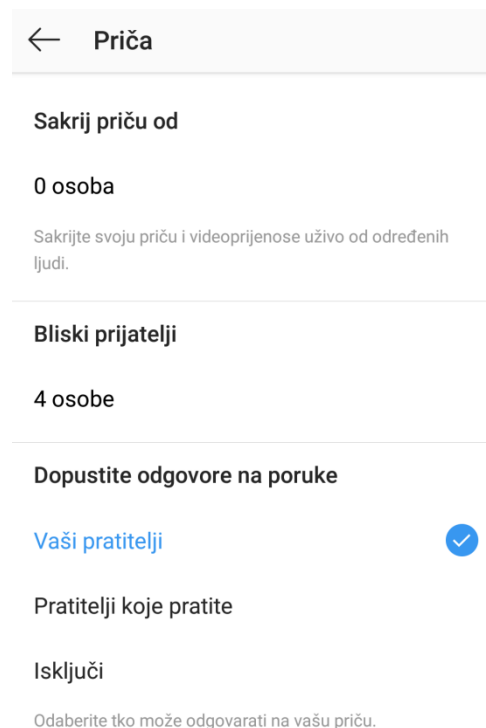 Priča
Sakrij priču od
0 osoba
Sakrijte svoju priču i videoprijenose uživo od određenih
ljudi.
Bliski prijatelji
4 osobe
Dopustite odgovore na poruke
Vaši pratitelji
Pratitelji koje pratite
Isključi
Odaberite tko može odgovarati na vašu priču.